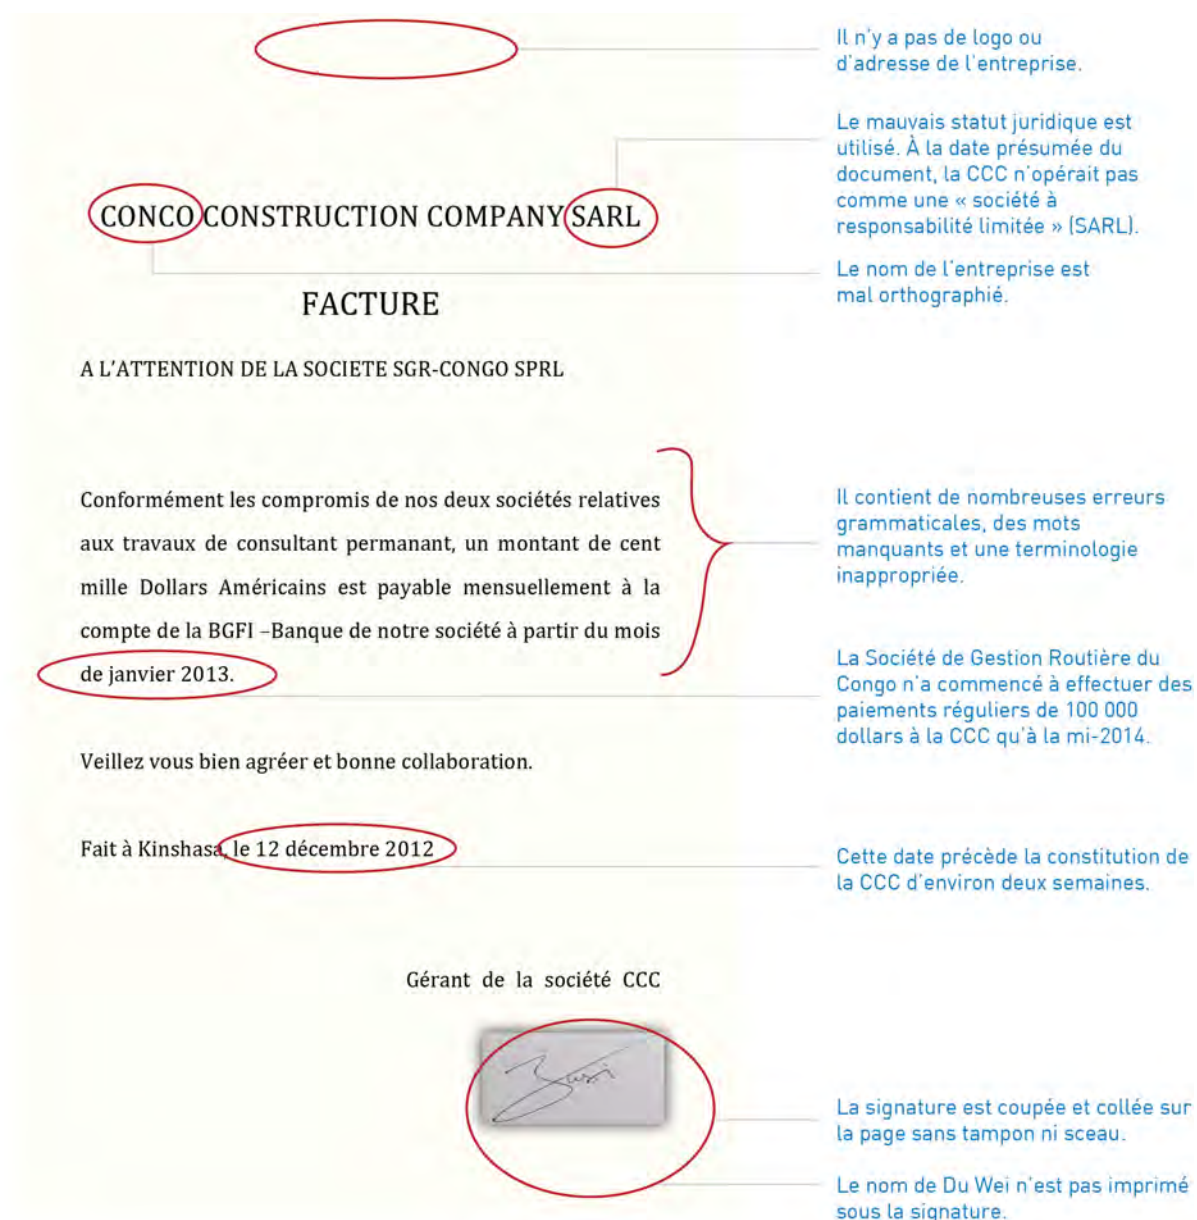 Il n'y a pas de logo ou
d'adresse de l'entreprise.
Le mauvais statut juridique est
utilisé. À la date présumée du
document, la CCC n'opérait pas
comme une « société à
responsabilité limitée » (SARL).
CONCO CONSTRUCTION COMPANY SARL
Le nom de l'entreprise est
mal orthographié.
FACTURE
A L'ATTENTION DE LA SOCIETE SGR-CONGO SPRL
Conformément les compromis de nos deux sociétés relatives
aux travaux de consultant permanant, un montant de cent
mille Dollars Américains est payable mensuellement à la
compte de la BGFI –Banque de notre société à partir du mois
de janvier 2013.
Il contient de nombreuses erreurs
grammaticales, des mots
manquants et une terminologie
inappropriée.
La Société de Gestion Routière du
Congo n'a commencé à effectuer des
paiements réguliers de 100 000
dollars à la CCC qu'à la mi-2014.
Veillez vous bien agréer et bonne collaboration.
Fait à Kinshasa, le 12 décembre 2012
Cette date précède la constitution de
la CCC d'environ deux semaines.
Gérant de la société CCC
La signature est coupée et collée sur
la page sans tampon ni sceau.
Le nom de Du Wei n'est pas imprimé
sous la signature.